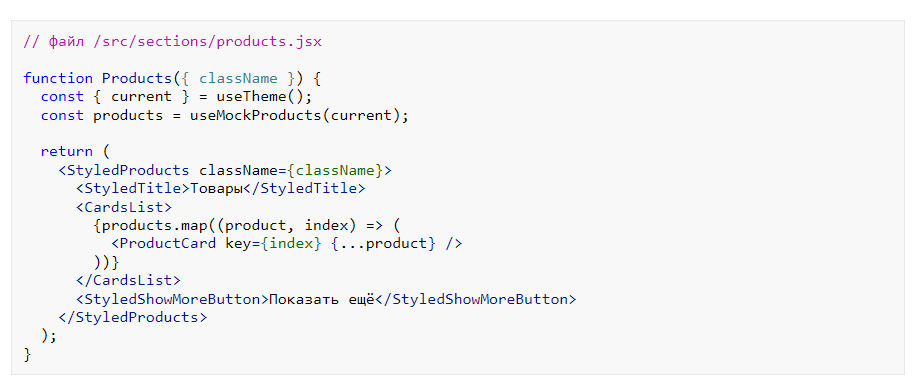 // файл /src/sections/products.jsx

function Products({ className }) {
  const { current } = useTheme();
  const products = useMockProducts(current);

  return (
    <StyledProducts className={className}>
      <StyledTitle>Товары</StyledTitle>
      <CardsList>
        {products.map((product, index) => (
          <ProductCard key={index} {...product} />
        ))}
      </CardsList>
      <StyledShowMoreButton>Показать ещё</StyledShowMoreButton>
    </StyledProducts>
  );
}